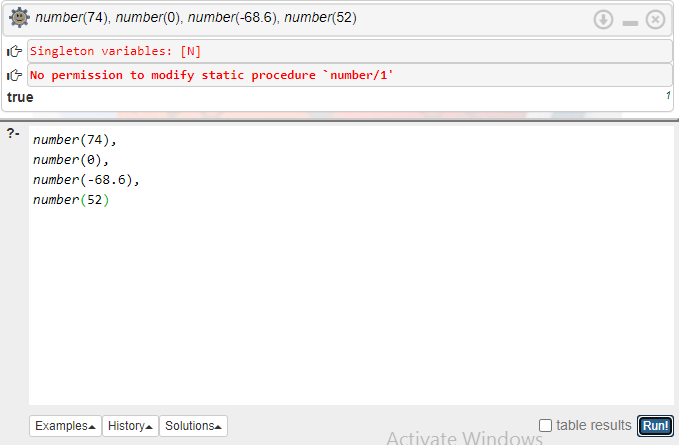 number(74), number(0), number(-68.6), number(52)
Singleton variables: [N]
No permission to modify static procedure `number/1'
true
1
?-
number(74),
number(0),
number(-68.6),
number(52)
Examples History Solutions table results Run!
Activate Windows